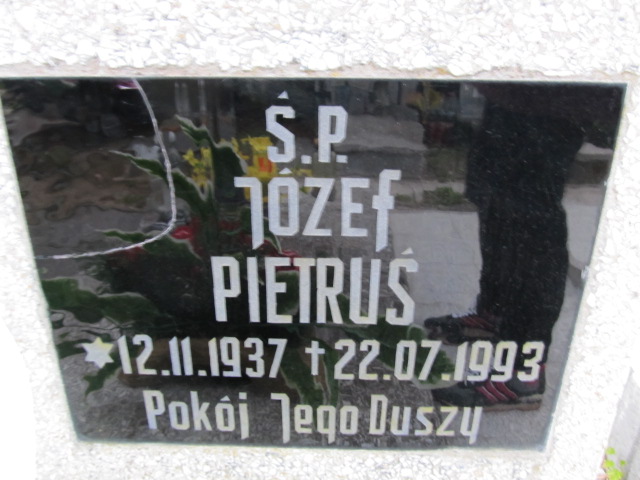 Ś.P.
JÓZEf
PIETRUŚ
* 12.11.1937 † 22.07.1993
Pokój Jego Duszy